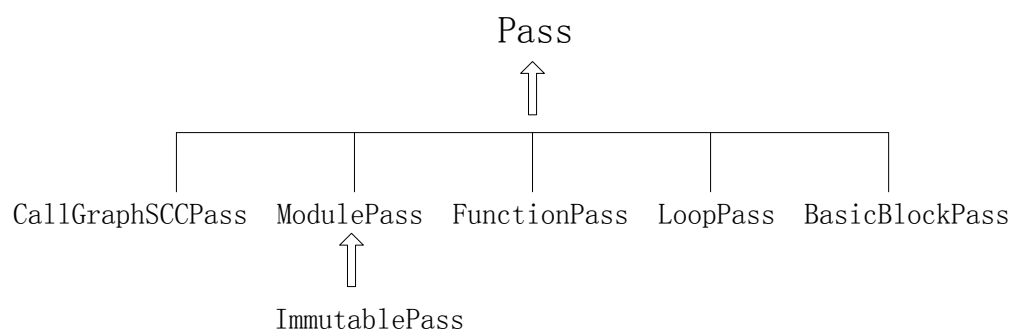 Pass
CallGraphSCCPass ModulePass FunctionPass LoopPass BasicBlockPass
ImmutablePass